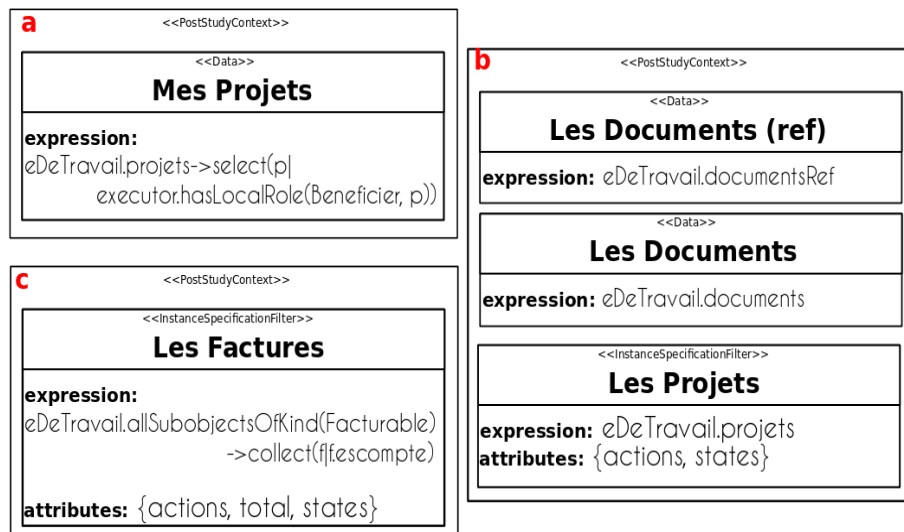 a
<<PostStudyContext>>
<<Data>>
Mes Projets
expression:
eDeTravail.projets->select(p|
executor.hasLocalRole(Beneficier, p))
b
<<PostStudyContext>>
<<Data>>
Les Documents (ref)
expression: eDeTravail.documentsRef
<<Data>>
Les Documents
expression: eDeTravail.documents
<<InstanceSpecificationFilter>>
Les Projets
expression: eDeTravail.projets
attributes: {actions, states}
c
<<PostStudyContext>>
<<InstanceSpecificationFilter>>
Les Factures
expression:
eDeTravail.allSubobjectsOfKind(Facturable)
->collect(f|f.escompte)
attributes: {actions, total, states}